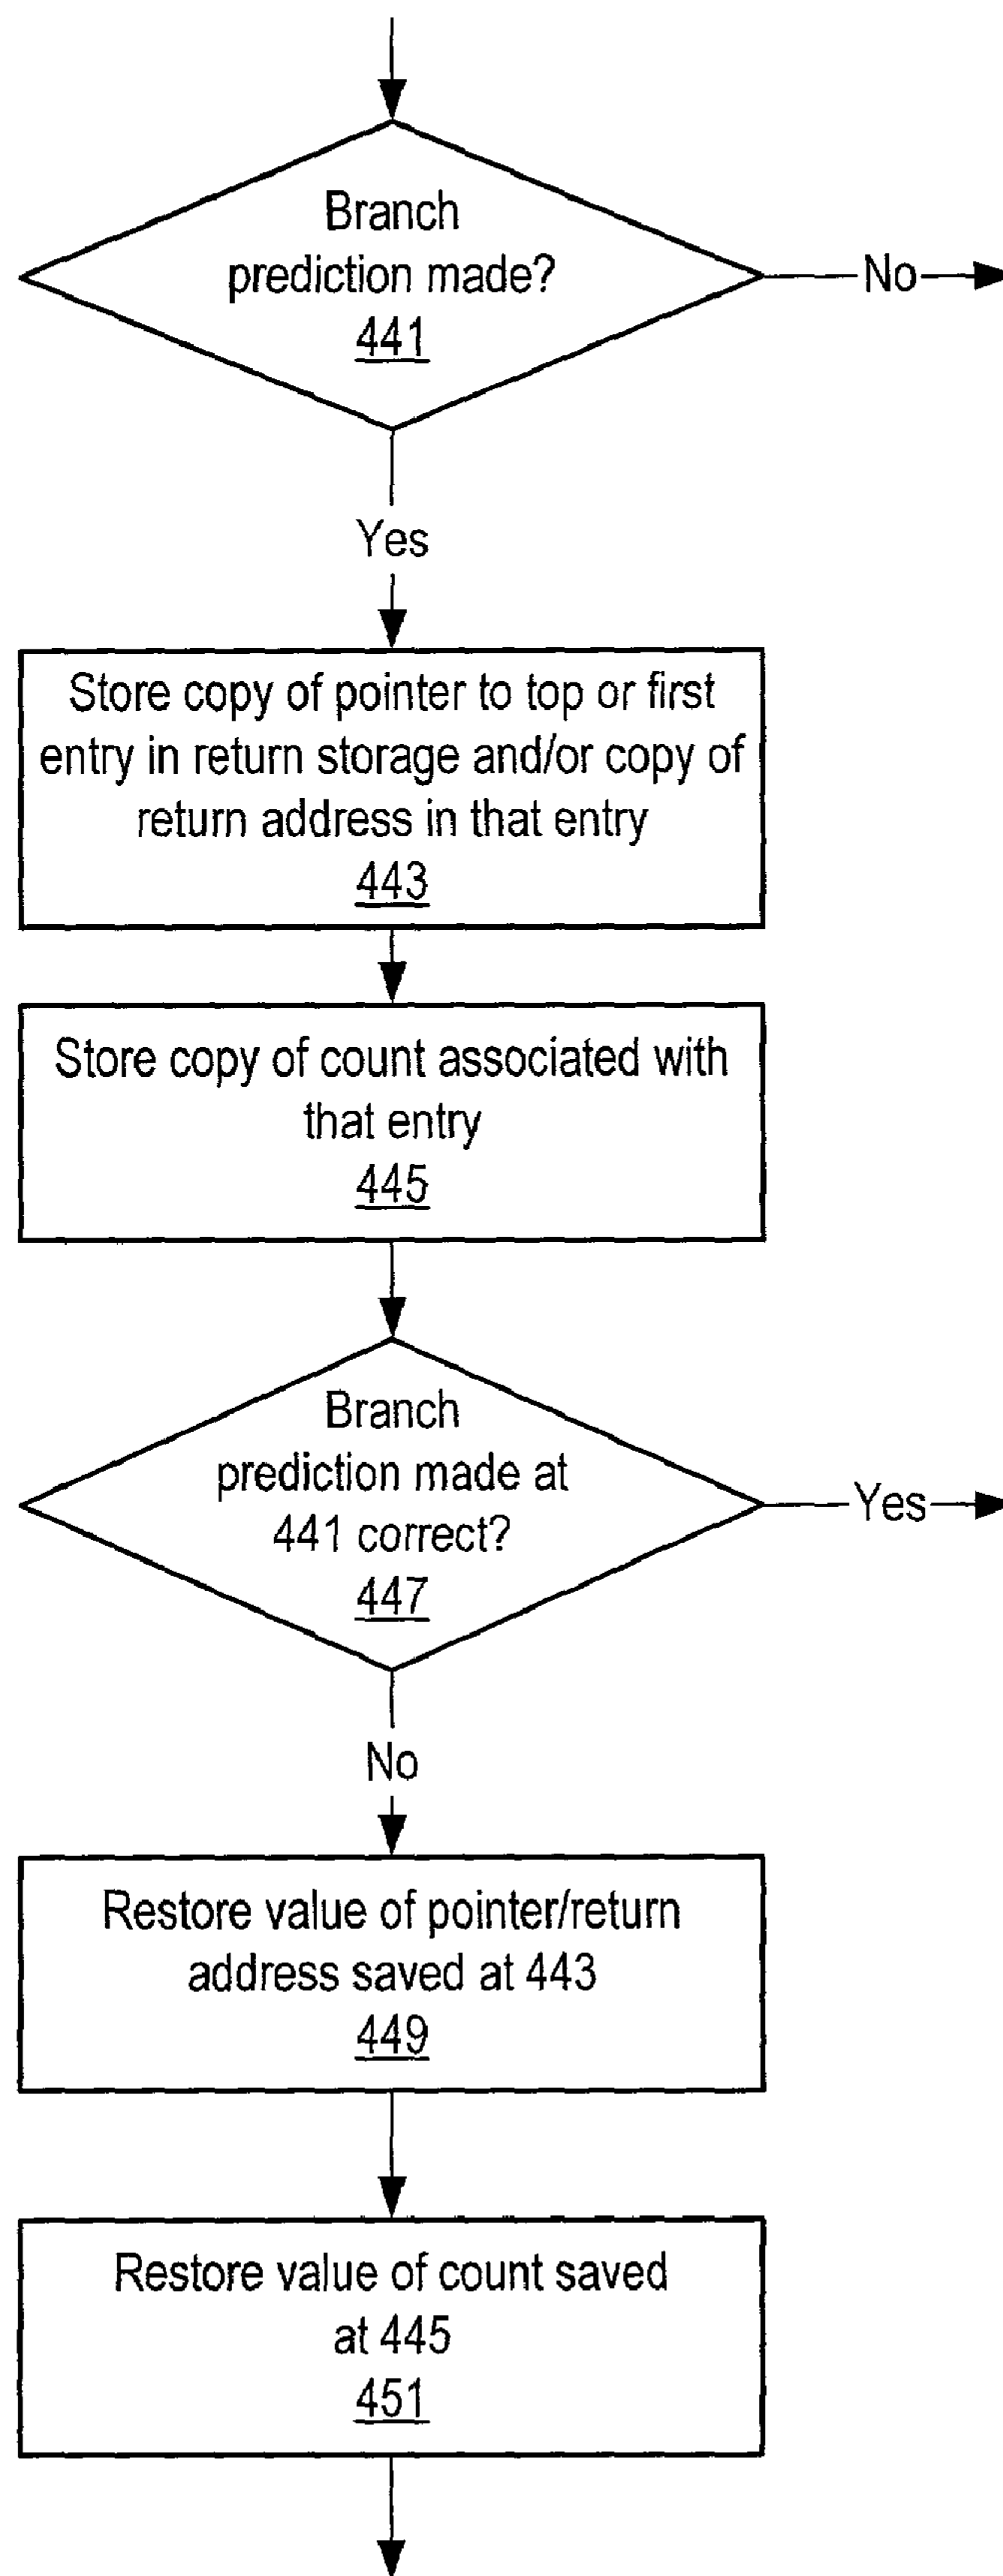 Branch
prediction made?
441
No
Yes
Store copy of pointer to top or first
entry in return storage and/or copy of
return address in that entry
443
Store copy of count associated with
that entry
445
Branch
prediction made at
441 correct?
447
Yes
No
Restore value of pointer/return
address saved at 443
449
Restore value of count saved
at 445
451